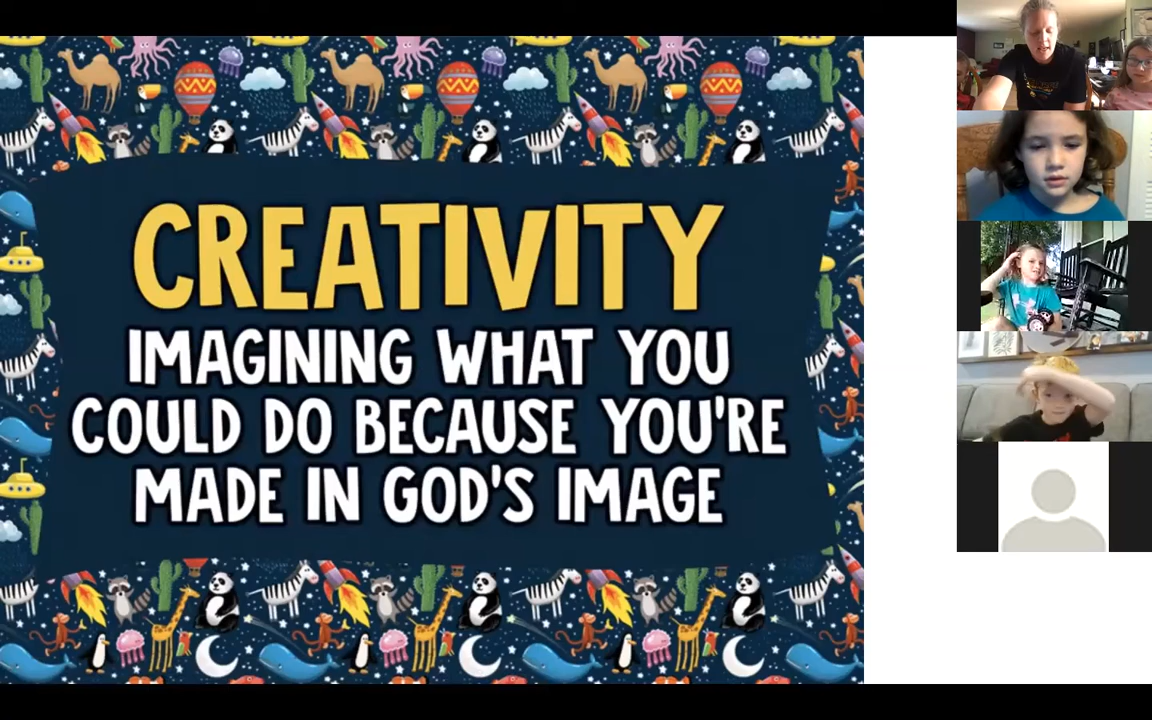 CREATIVITY
IMAGINING WHAT YOU
COULD DO BECAUSE YOU'RE
MADE IN GOD'S IMAGE